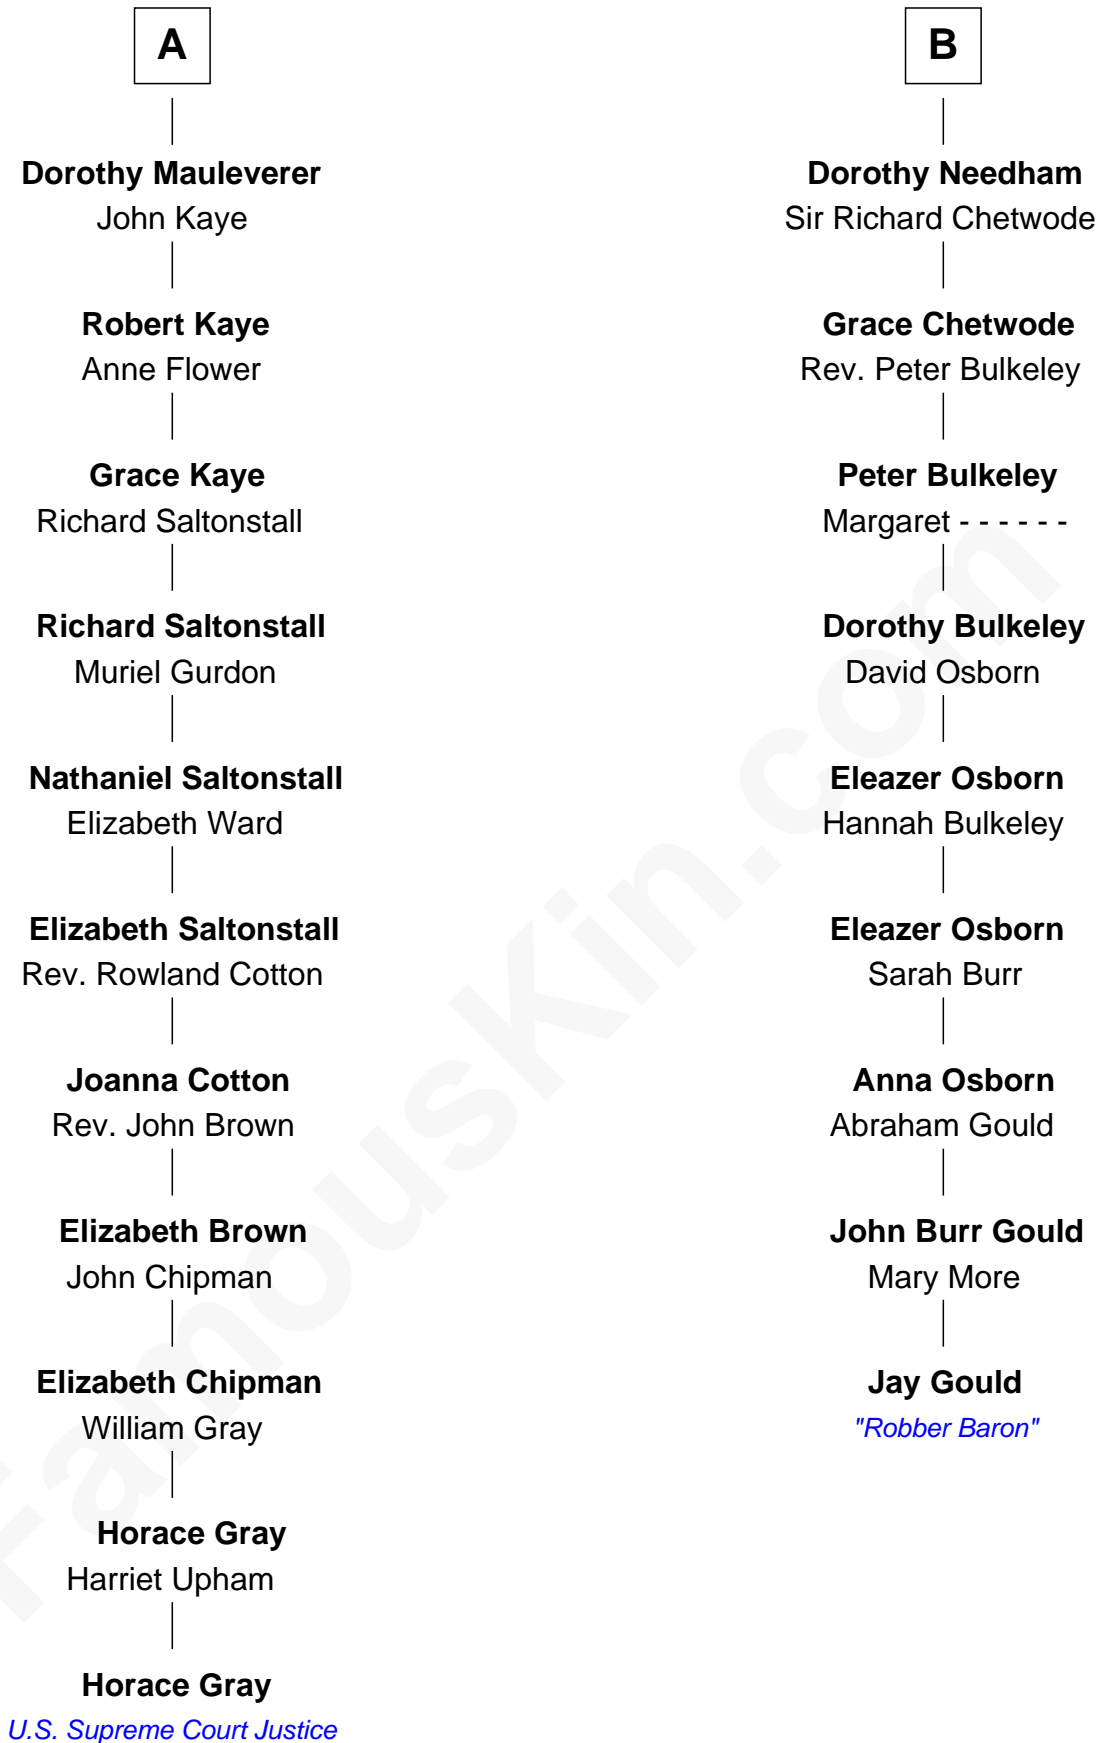 A
Dorothy Mauleverer
John Kaye
Robert Kaye
Anne Flower
Grace Kaye
Richard Saltonstall
Richard Saltonstall
Muriel Gurdon
Nathaniel Saltonstall
Elizabeth Ward
Elizabeth Saltonstall
Rev. Rowland Cotton
Joanna Cotton
Rev. John Brown
Elizabeth Brown
John Chipman
Elizabeth Chipman
William Gray
Horace Gray
Harriet Upham
Horace Gray
U.S. Supreme Court Justice
B
Dorothy Needham
Sir Richard Chetwode
Grace Chetwode
Rev. Peter Bulkeley
Peter Bulkeley
Margaret - - - - - -
Dorothy Bulkeley
David Osborn
Eleazer Osborn
Hannah Bulkeley
Eleazer Osborn
Sarah Burr
Anna Osborn
Abraham Gould
John Burr Gould
Mary More
Jay Gould
"Robber Baron"
FamousKin.com